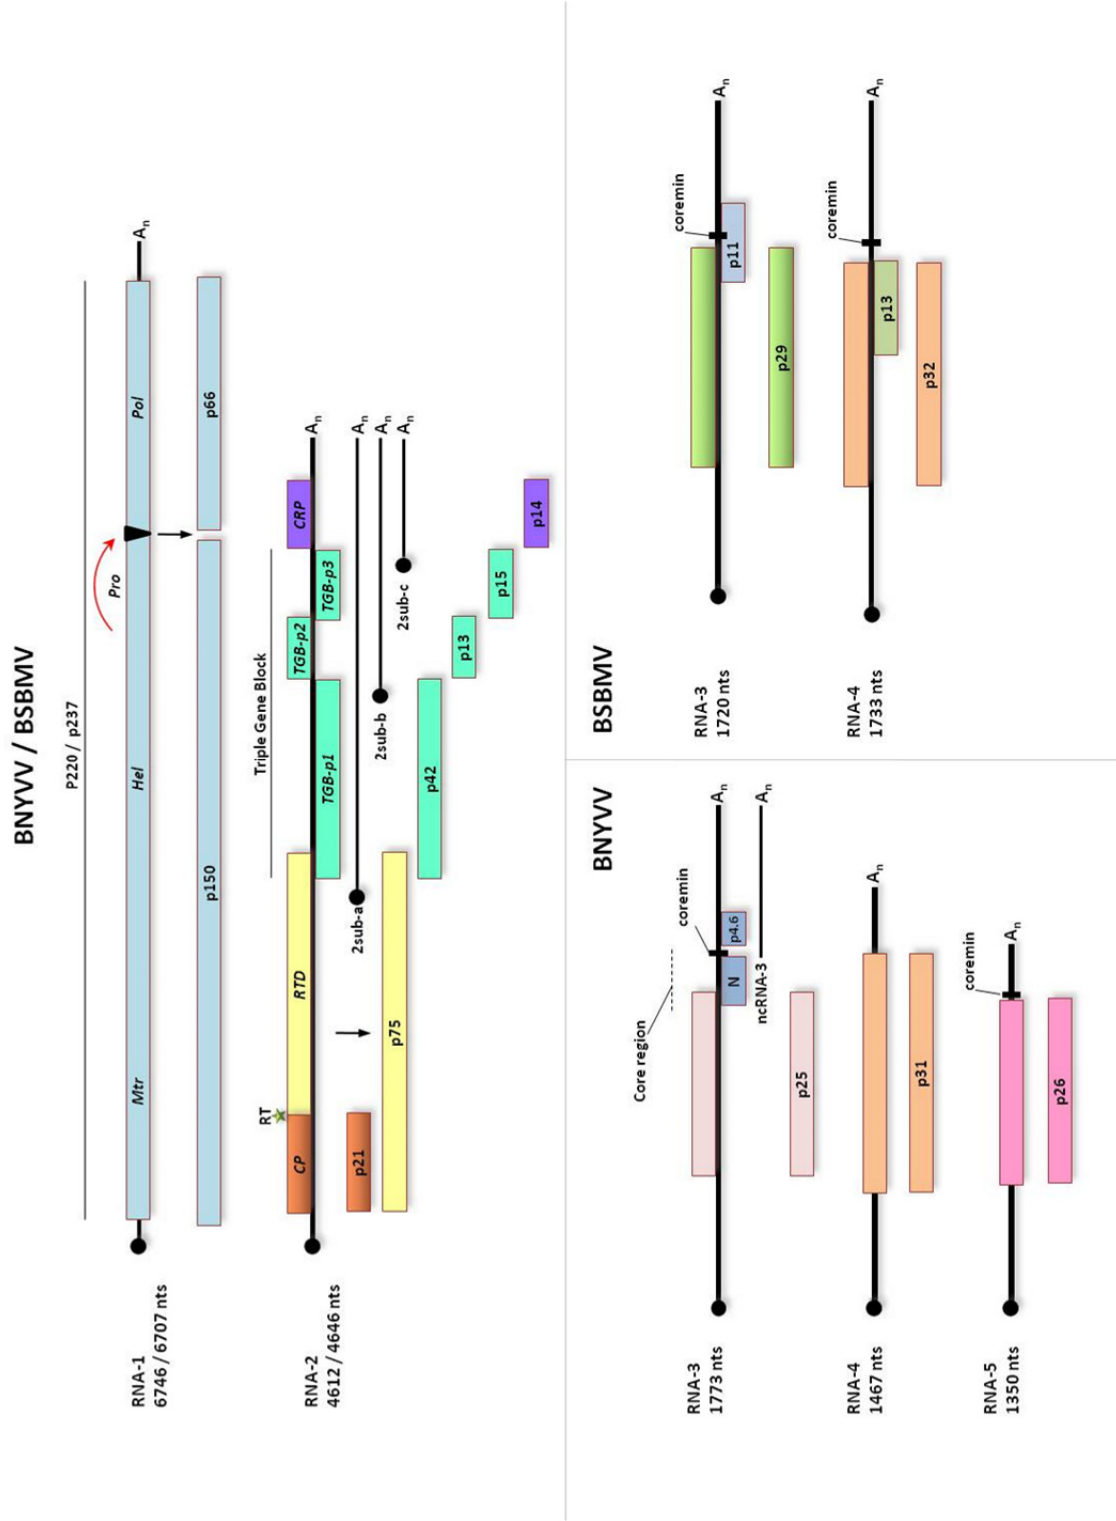 BNYVV / BSBMV
P220 / p237
Pro
Mtr
Hel
Pol
An
RNA-1
6746 / 6707 nts
p150
p66
Triple Gene Block
RT
CP
RTD
TGB-p2
CRP
An
RNA-2
4612 / 4646 nts
TGB-p1
TGB-p3
2sub-a
An
2sub-b
An
2sub-c
An
p21
p75
p42
p13
p15
p14
BNYVV
Core region
coremin
An
RNA-3
1773 nts
N
p4.6
ncRNA-3
An
p25
RNA-4
1467 nts
An
p31
coremin
RNA-5
1350 nts
An
p26
BSBMV
coremin
RNA-3
1720 nts
An
p11
p29
coremin
RNA-4
1733 nts
An
p13
p32